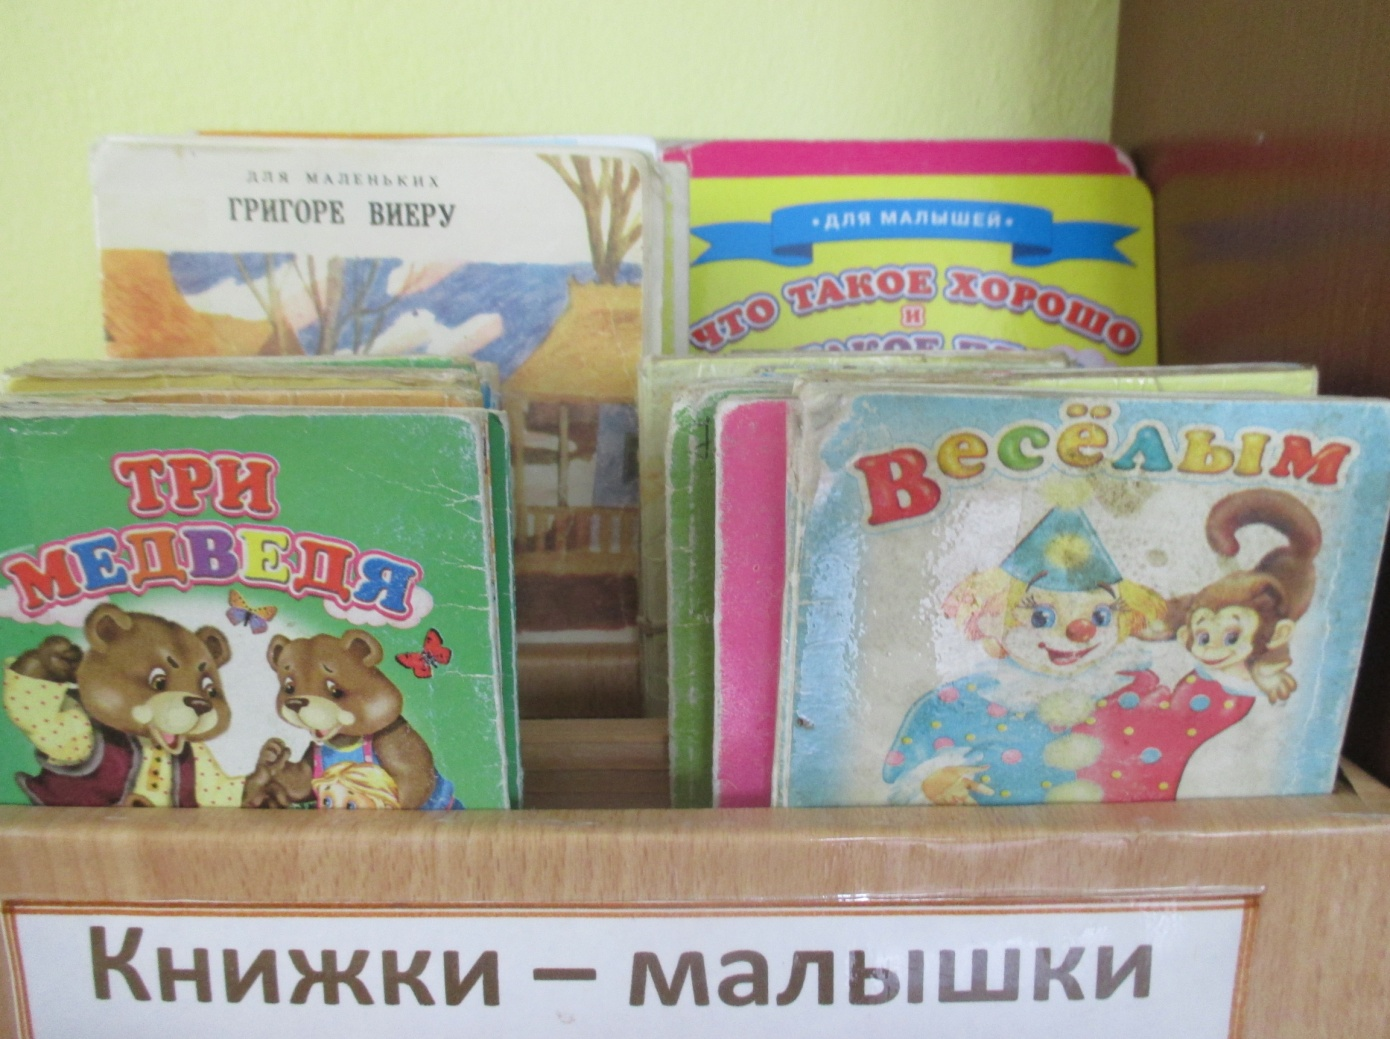 ДЛЯ МАЛЕНЬКИХ
ГРИГОРЕ ВИЕРУ
ДЛЯ МАЛЫШЕЙ
ЧТО ТАКОЕ ХОРОШО
И
ТРИ
МЕДВЕДЯ
Весёлым
Книжки – малышки